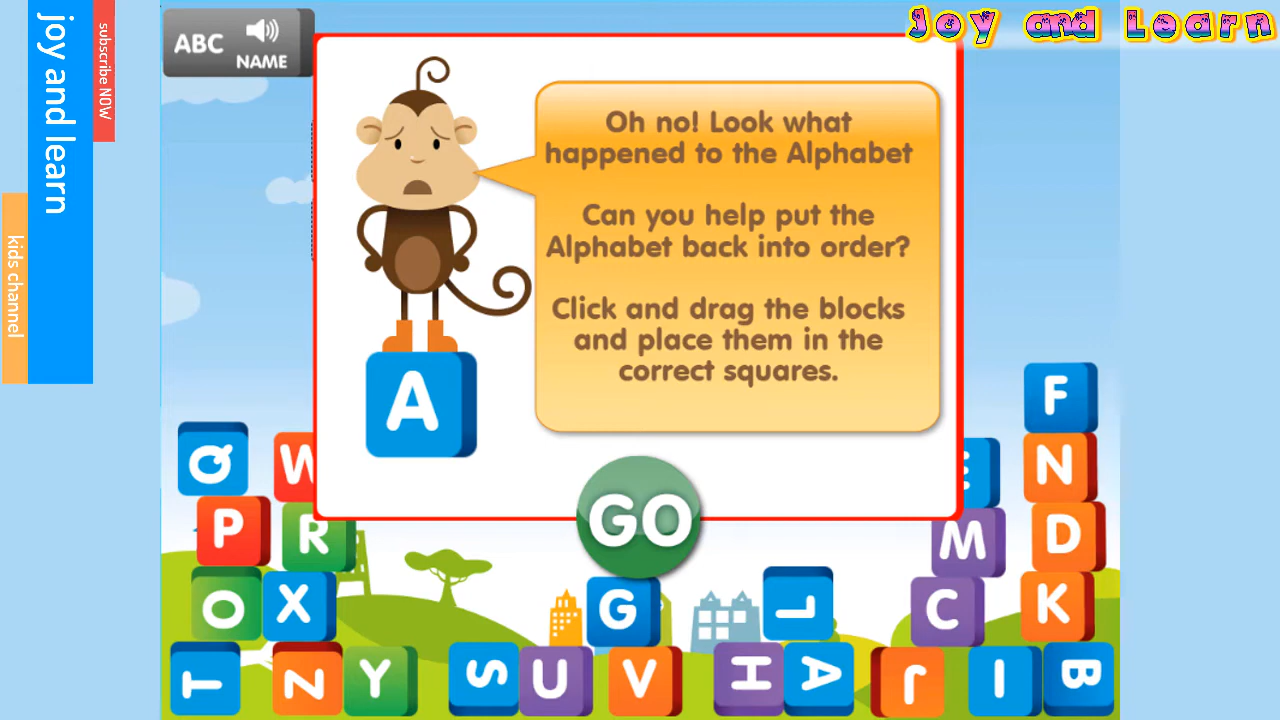 joy and learn
subscribe NOW
kids channel
ABC
NAME
Joy and Learn
Oh no! Look what
happened to the Alphabet
Can you help put the
Alphabet back into order?
Click and drag the blocks
and place them in the
correct squares.
A
GO
Q
W
P
R
O
X
T
Z
Y
S
U
V
G
L
H
A
J
I
B
F
E
N
M
D
C
K